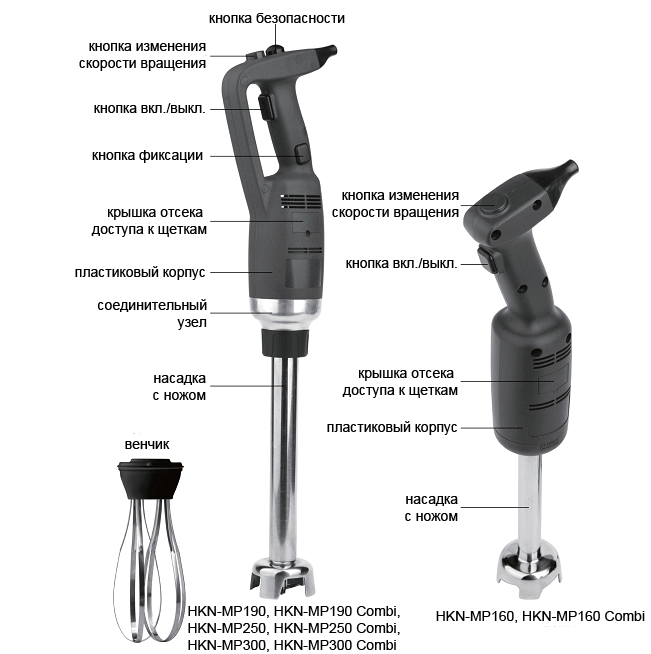 кнопка безопасности
кнопка изменения
скорости вращения
кнопка вкл./выкл.
кнопка фиксации
крышка отсека
доступа к щеткам
пластиковый корпус
соединительный
узел
насадка
с ножом
венчик
HKN-MP190, HKN-MP190 Combi,
HKN-MP250, HKN-MP250 Combi,
HKN-MP300, HKN-MP300 Combi
кнопка изменения
скорости вращения
кнопка вкл./выкл.
крышка отсека
доступа к щеткам
пластиковый корпус
насадка
с ножом
HKN-MP160, HKN-MP160 Combi